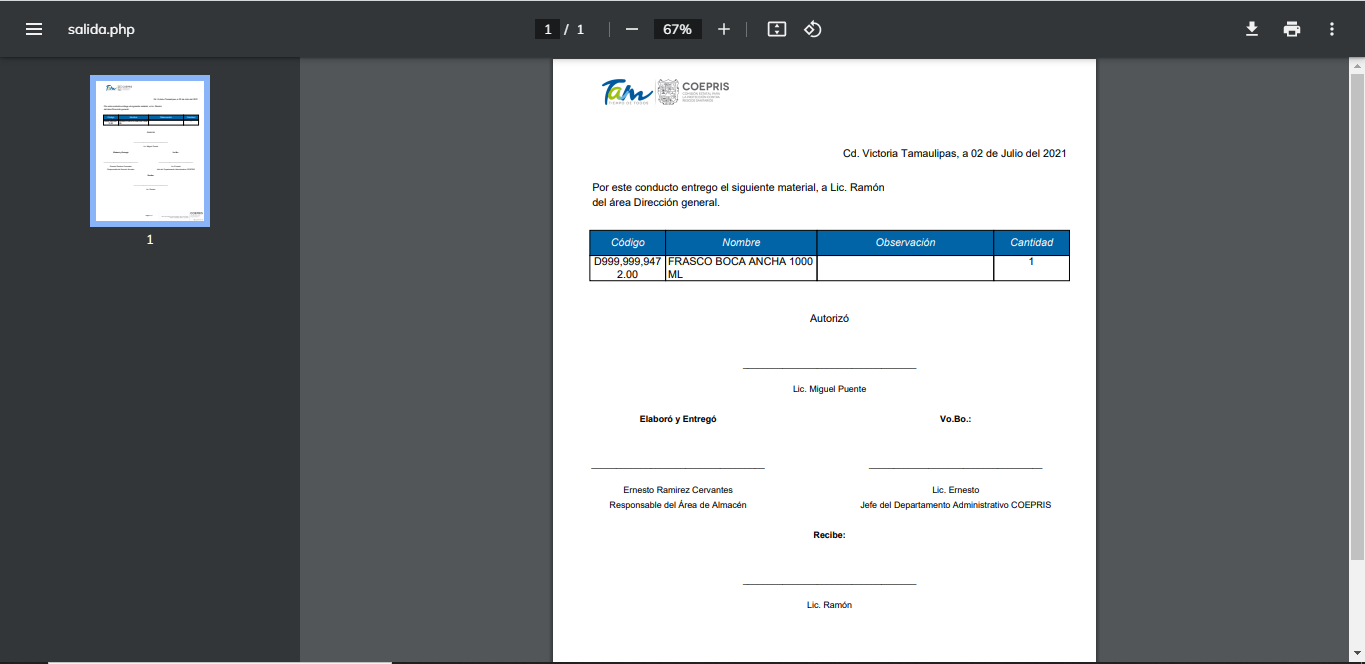 salida.php
1 / 1
67%
1
Tam
TIEMPO DE TODOS
COEPRIS
Cd. Victoria Tamaulipas, a 02 de Julio del 2021
Por este conducto entrego el siguiente material, a Lic. Ramón
del área Dirección general.
Código Nombre Observación Cantidad
D999,999,947 FRASCO BOCA ANCHA 1000 1
2.00 ML
Autorizó
Lic. Miguel Puente
Elaboró y Entregó Vo.Bo.:
Ernesto Ramirez Cervantes Lic. Ernesto
Responsable del Área de Almacén Jefe del Departamento Administrativo COEPRIS
Recibe:
Lic. Ramón